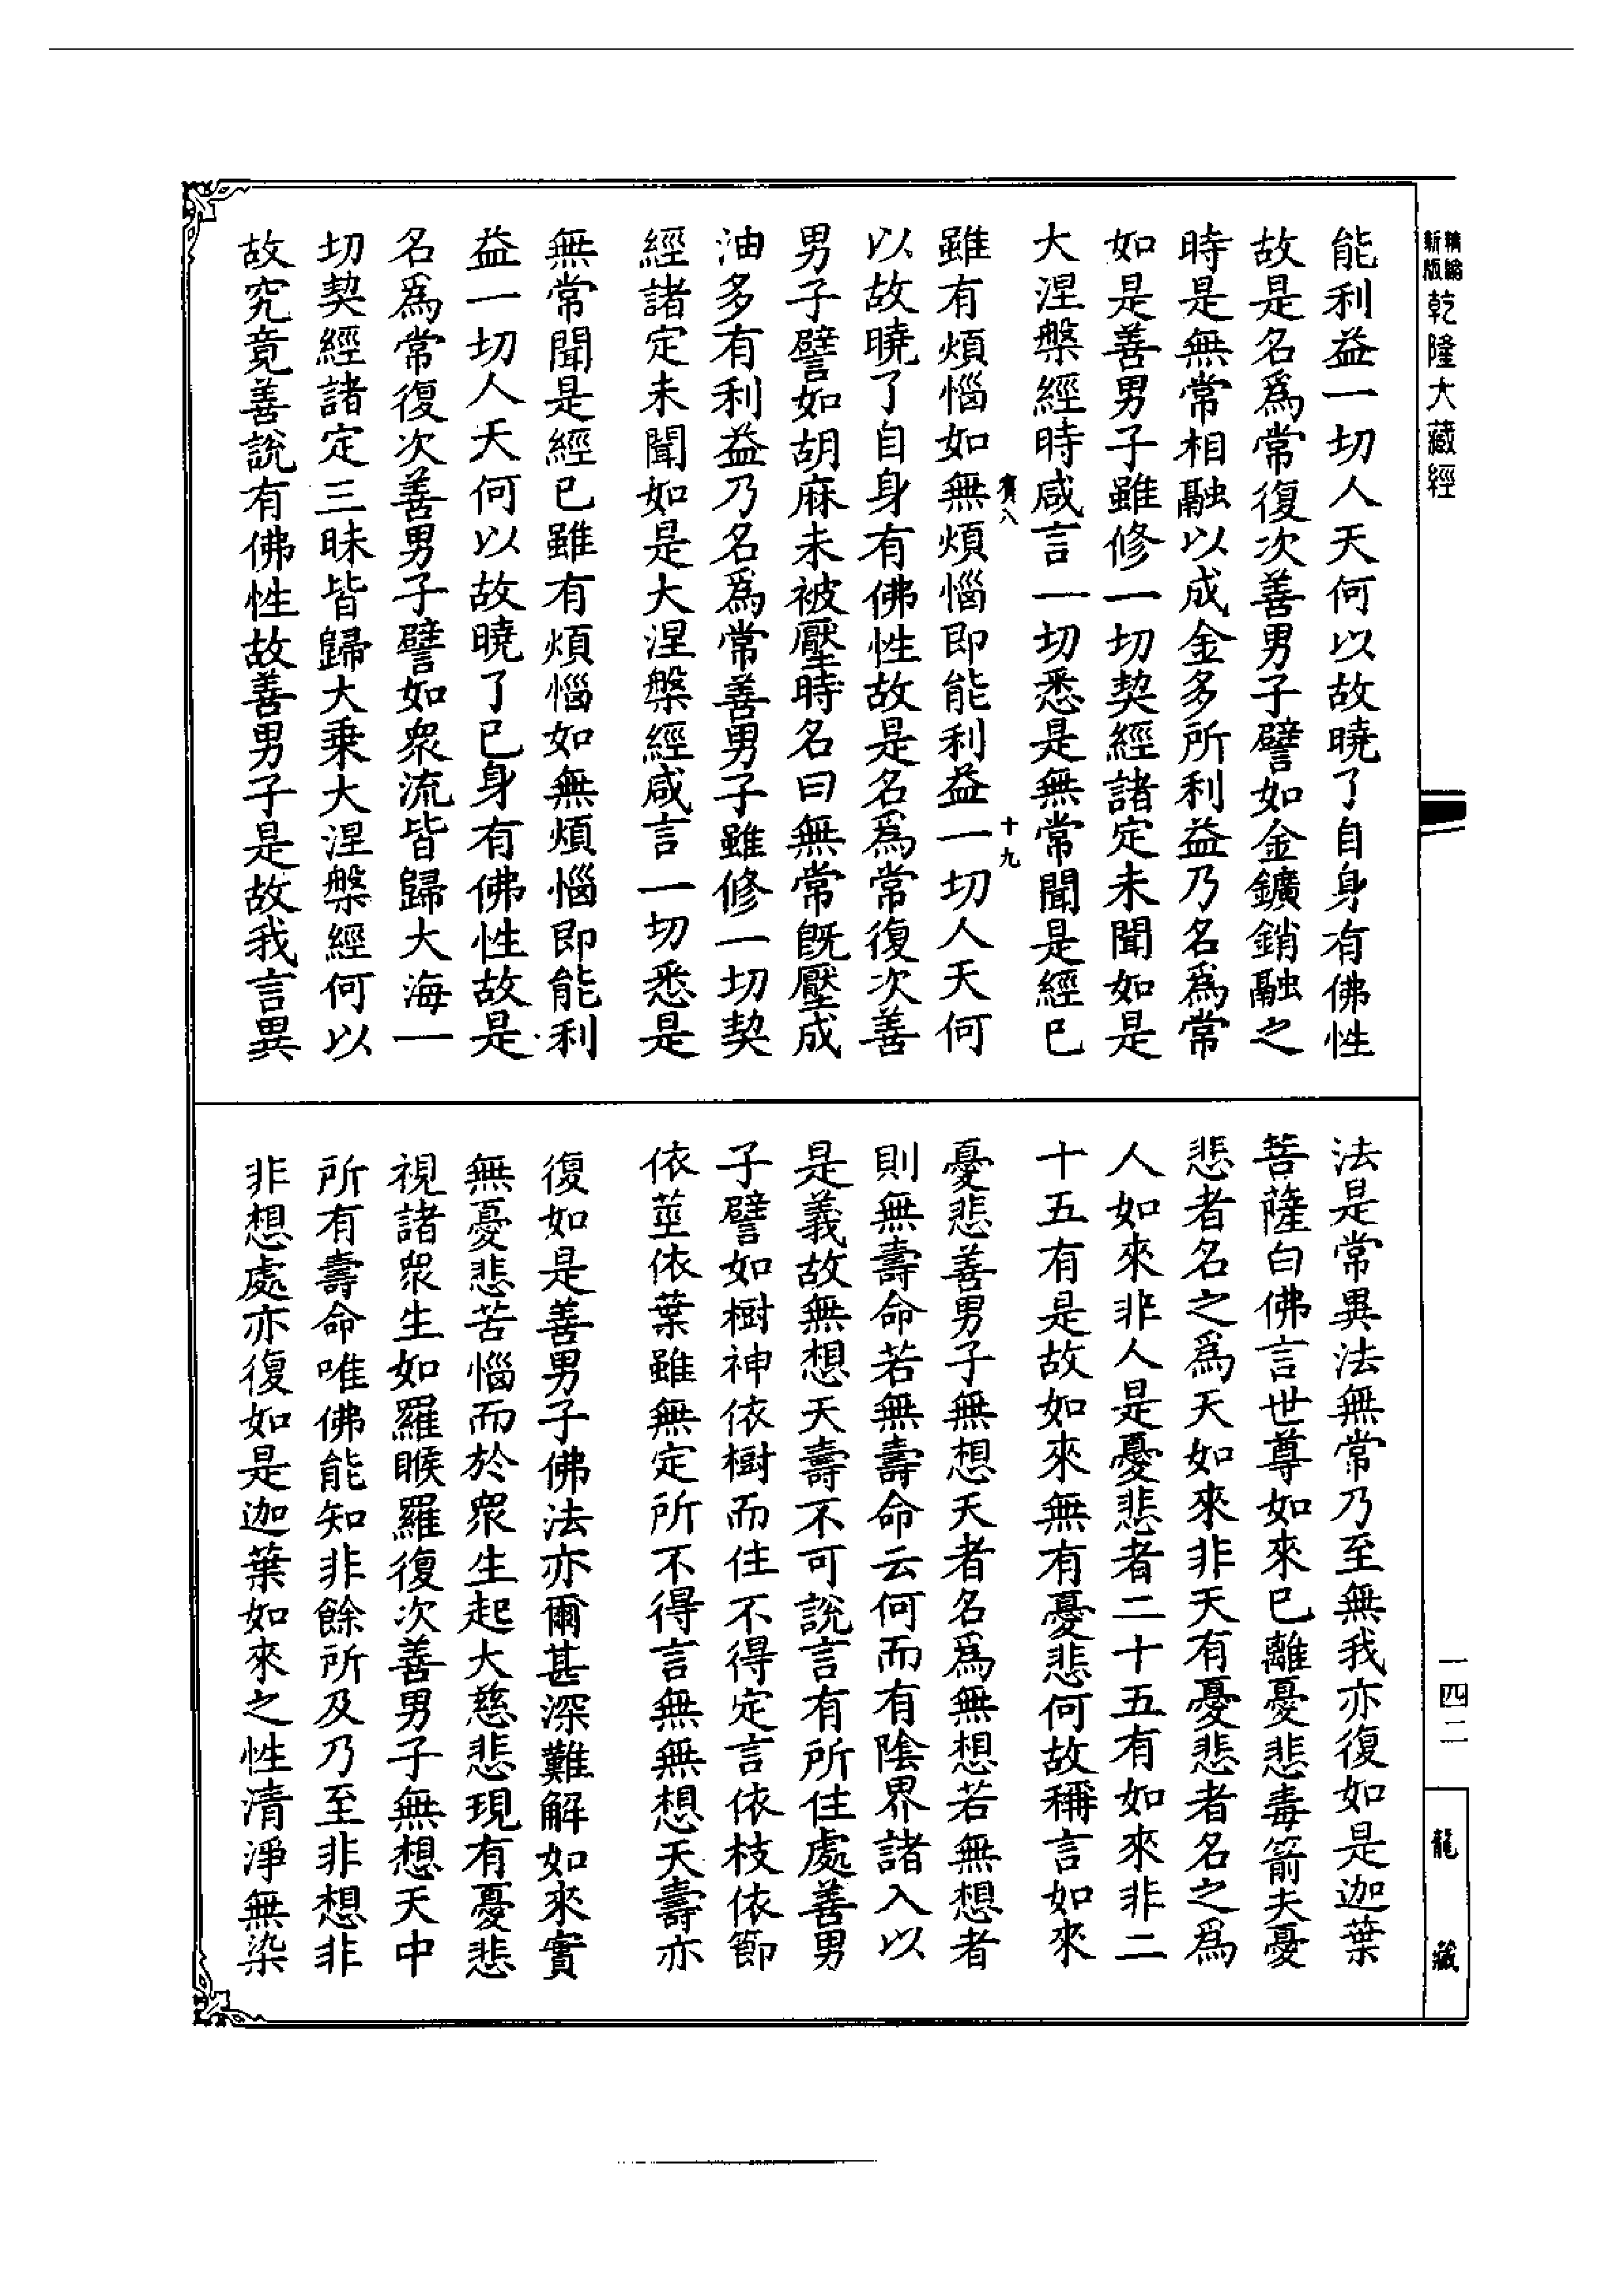 精縮
新版
乾隆大藏經
能利益一切人天何以故曉了自身有佛性
故是名爲常復次善男子譬如金鑛銷融之
時是無常相融以成金多所利益乃名爲常
如是善男子雖修一切契經諸定未聞如是
大涅槃經時咸言一切悉是無常聞是經已
寶八 十九
雖有煩惱如無煩惱即能利益一切人天何
以故曉了自身有佛性故是名爲常復次善
男子譬如胡麻未被壓時名曰無常旣壓成
油多有利益乃名爲常善男子雖修一切契
經諸定未聞如是大涅槃經咸言一切悉是
無常聞是經已雖有煩惱如無煩惱即能利
益一切人天何以故曉了已身有佛性故是
名爲常復次善男子譬如衆流皆歸大海一
切契經諸定三昧皆歸大乗大涅槃經何以
故究竟善說有佛性故善男子是故我言異
法是常異法無常乃至無我亦復如是迦葉
菩薩白佛言世尊如來已離憂悲毒箭夫憂
悲者名之爲天如來非天有憂悲者名之爲
人如來非人是憂悲者二十五有如來非二
十五有是故如來無有憂悲何故稱言如來
憂悲善男子無想天者名爲無想若無想者
則無壽命若無壽命云何而有陰界諸入以
是義故無想天壽不可說言有所住處善男
子譬如樹神依樹而住不得定言依枝依節
依莖依葉雖無定所不得言無無想天壽亦
復如是善男子佛法亦爾甚深難解如來實
無憂悲苦惱而於衆生起大慈悲現有憂悲
視諸衆生如羅睺羅復次善男子無想天中
所有壽命唯佛能知非餘所及乃至非想非
非想處亦復如是迦葉如來之性清淨無染
一四二
龍藏